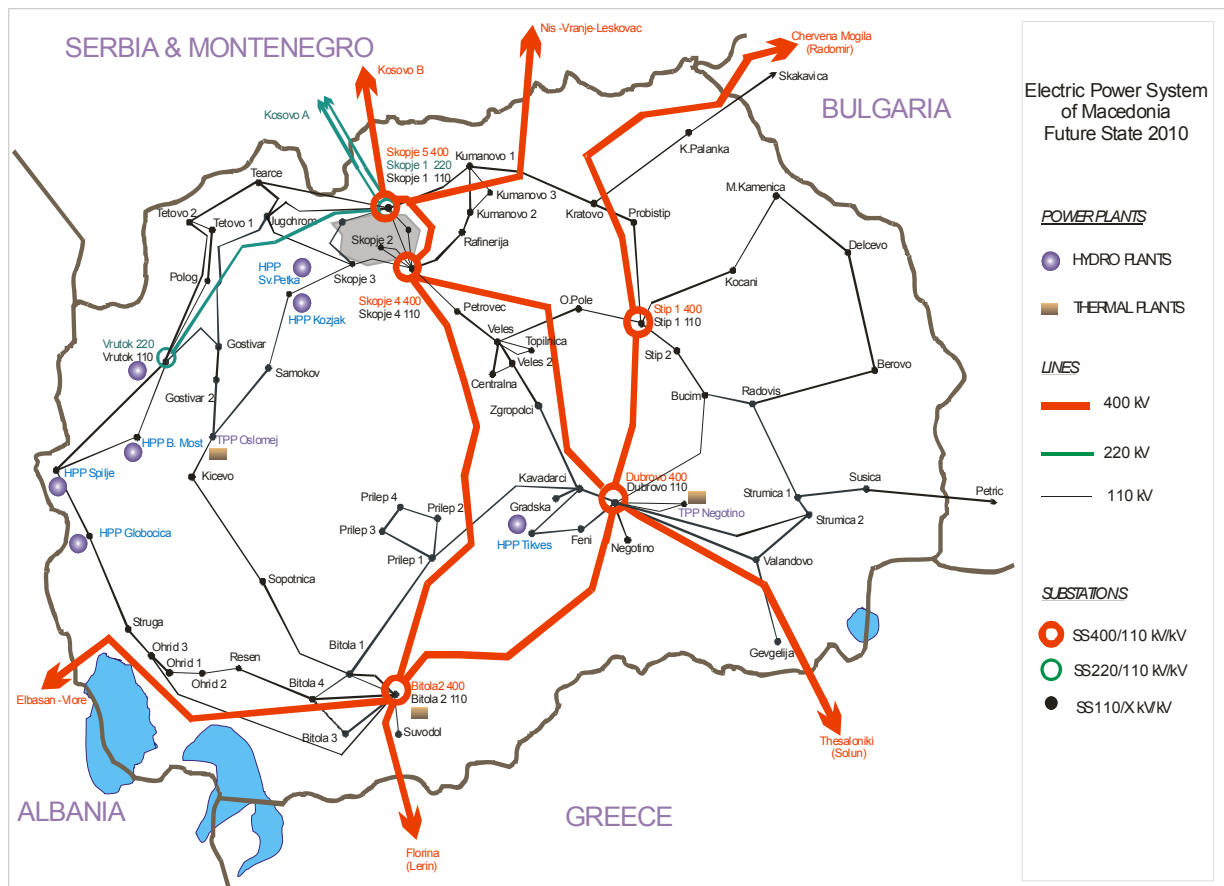 SERBIA & MONTENEGRO
Nis -Vranje-Leskovac
Chervena Mogila
(Radomir)
Kosovo B
Skakavica
Kosovo A
BULGARIA
K.Palanka
Skopje 5 400
Skopje 1 220
Skopje 1 110
Kumanovo 1
Tearce
Kumanovo 3
Kumanovo 2
Kratovo
Probistip
M.Kamenica
Tetovo 2
Tetovo 1
Jugohrom
Rafinerija
Skopje 2
Delcevo
HPP
Sv.Petka
Skopje 3
Polog
Kocani
HPP Kozjak
Skopje 4 400
Skopje 4 110
Petrovec
O.Pole
Stip 1 400
Stip 1 110
Veles
Topilnica
Veles 2
Stip 2
Vrutok 220
Vrutok 110
Gostivar
Samokov
Centralna
Berovo
Gostivar 2
Zgropolci
Bucim
Radovis
HPP B. Most
TPP Oslomej
HPP Spilje
Kicevo
Kavadarci
Dubrovo 400
Dubrovo 110
Susica
Petric
Prilep 4
Prilep 2
Gradska
TPP Negotino
Strumica 1
Strumica 2
Prilep 3
HPP Globocica
HPP Tikves
Feni
Negotino
Prilep 1
Valandovo
Sopotnica
Struga
Gevgelija
Ohrid 3
Ohrid 1
Ohrid 2
Resen
Bitola 1
Bitola 4
Bitola2 400
Bitola 2 110
Elbasan -Vlore
Bitola 3
Suvodol
Thesaloniki
(Solun)
ALBANIA
GREECE
Florina
(Lerin)
Electric Power System
of Macedonia
Future State 2010
POWER PLANTS
HYDRO PLANTS
THERMAL PLANTS
LINES
400 kV
220 kV
110 kV
SUBSTATIONS
SS400/110 kV/kV
SS220/110 kV/kV
SS110/X kV/kV